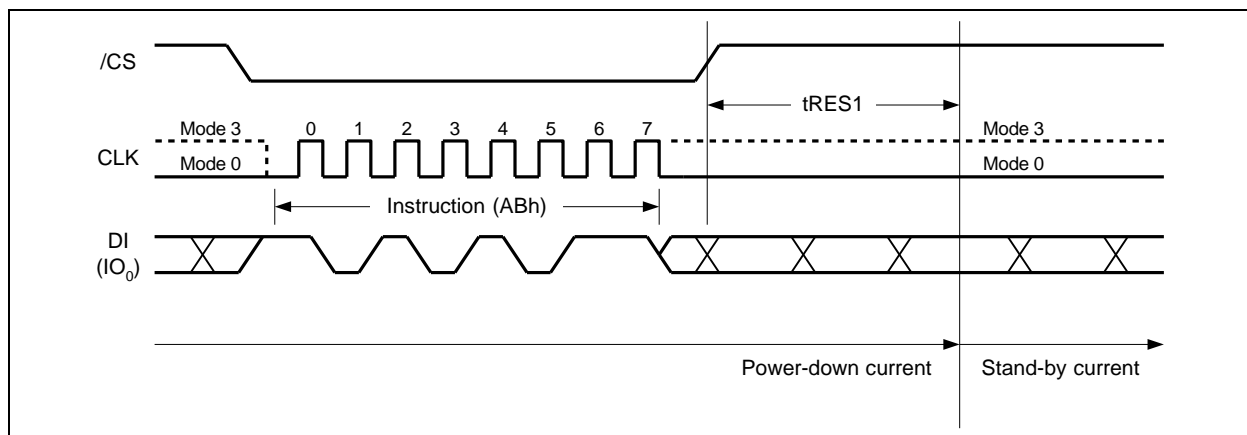 /CS
tRES1
Mode 3 0 1 2 3 4 5 6 7 Mode 3
CLK
Mode 0 Mode 0
Instruction (ABh)
DI
(IO0)
Power-down current Stand-by current